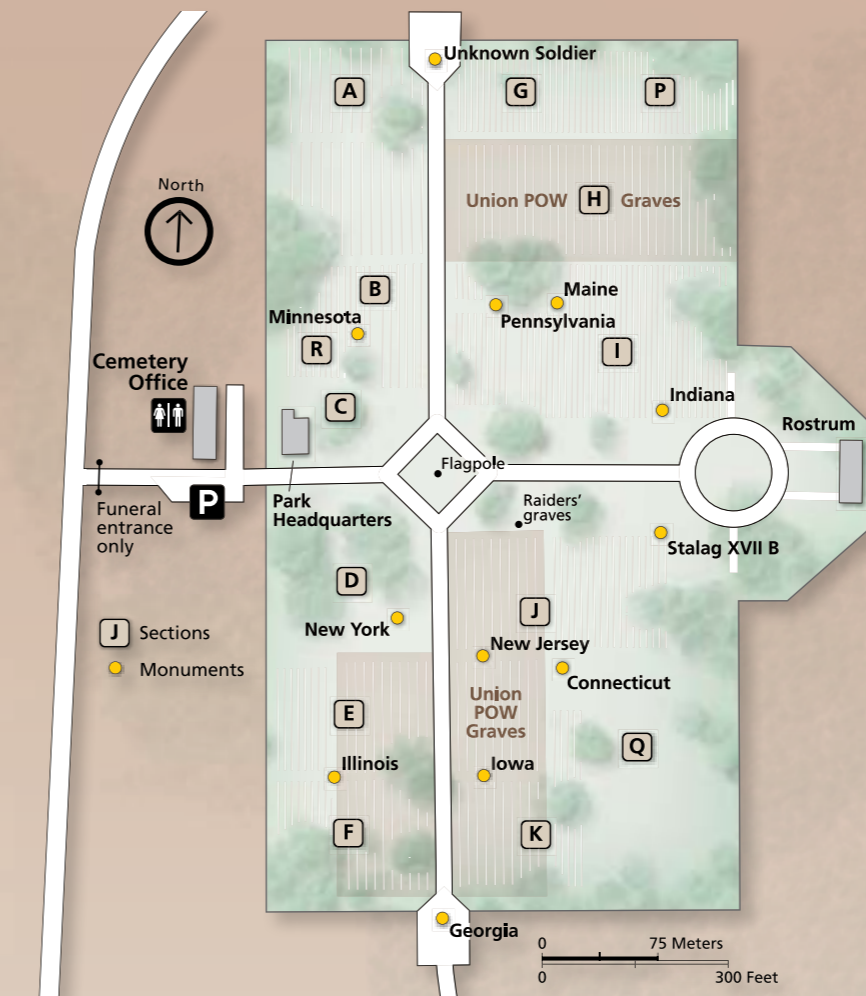 Unknown Soldier
A
G
P
North
Union POW
H
Graves
B
Maine
Minnesota
Pennsylvania
R
I
Cemetery
Office
Indiana
C
Rostrum
Flagpole
P
Park
Headquarters
Funeral
entrance
only
Raiders'
graves
Stalag XVII B
D
J
J Sections
New York
New Jersey
Monuments
Connecticut
Union
POW
Graves
E
Q
Illinois
Iowa
F
K
Georgia
0
75 Meters
0
300 Feet